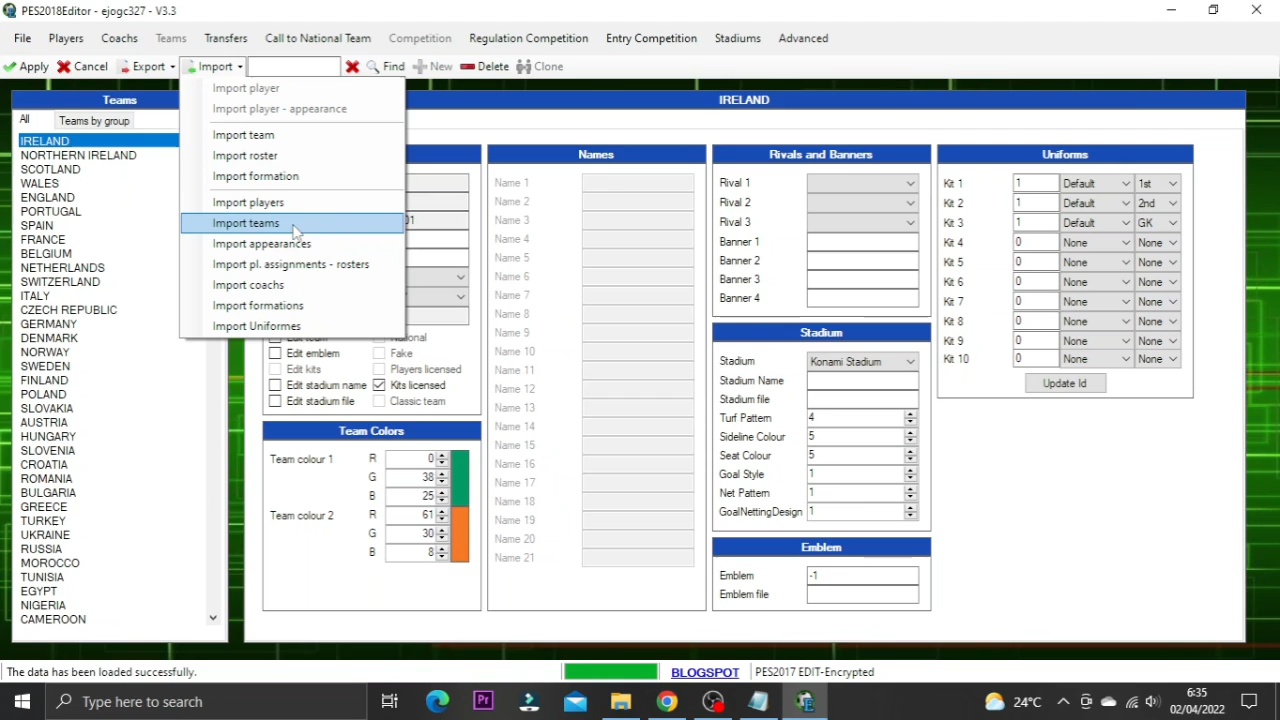 PES2018Editor - ejogc327 - V3.3
File Players Coachs Teams Transfers Call to National Team Competition Regulation Competition Entry Competition Stadiums Advanced
Apply Cancel Export Import Find New Delete Clone
Import player
Import player - appearance
Import team
Import roster
Import formation
Import players
Import teams
Import appearances
Import pl. assignments - rosters
Import coachs
Import formations
Import Uniformes
Teams
All Teams by group
IRELAND
NORTHERN IRELAND
SCOTLAND
WALES
ENGLAND
PORTUGAL
SPAIN
FRANCE
BELGIUM
NETHERLANDS
SWITZERLAND
ITALY
CZECH REPUBLIC
GERMANY
DENMARK
NORWAY
SWEDEN
FINLAND
POLAND
SLOVAKIA
AUSTRIA
HUNGARY
SLOVENIA
CROATIA
ROMANIA
BULGARIA
GREECE
TURKEY
UKRAINE
RUSSIA
MOROCCO
TUNISIA
EGYPT
NIGERIA
CAMEROON
IRELAND
01
Edit emblem Fake
Edit kits Players licensed
Edit stadium name Kits licensed
Edit stadium file Classic team
Team Colors
Team colour 1 R 0
G 38
B 25
Team colour 2 R 61
G 30
B 8
Names
Name 1
Name 2
Name 3
Name 4
Name 5
Name 6
Name 7
Name 8
Name 9
Name 10
Name 11
Name 12
Name 13
Name 14
Name 15
Name 16
Name 17
Name 18
Name 19
Name 20
Name 21
Rivals and Banners
Rival 1
Rival 2
Rival 3
Banner 1
Banner 2
Banner 3
Banner 4
Stadium
Stadium Konami Stadium
Stadium Name
Stadium file
Turf Pattern 4
Sideline Colour 5
Seat Colour 5
Goal Style 1
Net Pattern 1
GoalNettingDesign 1
Emblem
Emblem -1
Emblem file
Uniforms
Kit 1 1 Default 1st
Kit 2 1 Default 2nd
Kit 3 1 Default GK
Kit 4 0 None None
Kit 5 0 None None
Kit 6 0 None None
Kit 7 0 None None
Kit 8 0 None None
Kit 9 0 None None
Kit 10 0 None None
Update Id
The data has been loaded successfully. BLOGSPOT PES2017 EDIT-Encrypted
Type here to search
Pr
24°C
6:35
02/04/2022